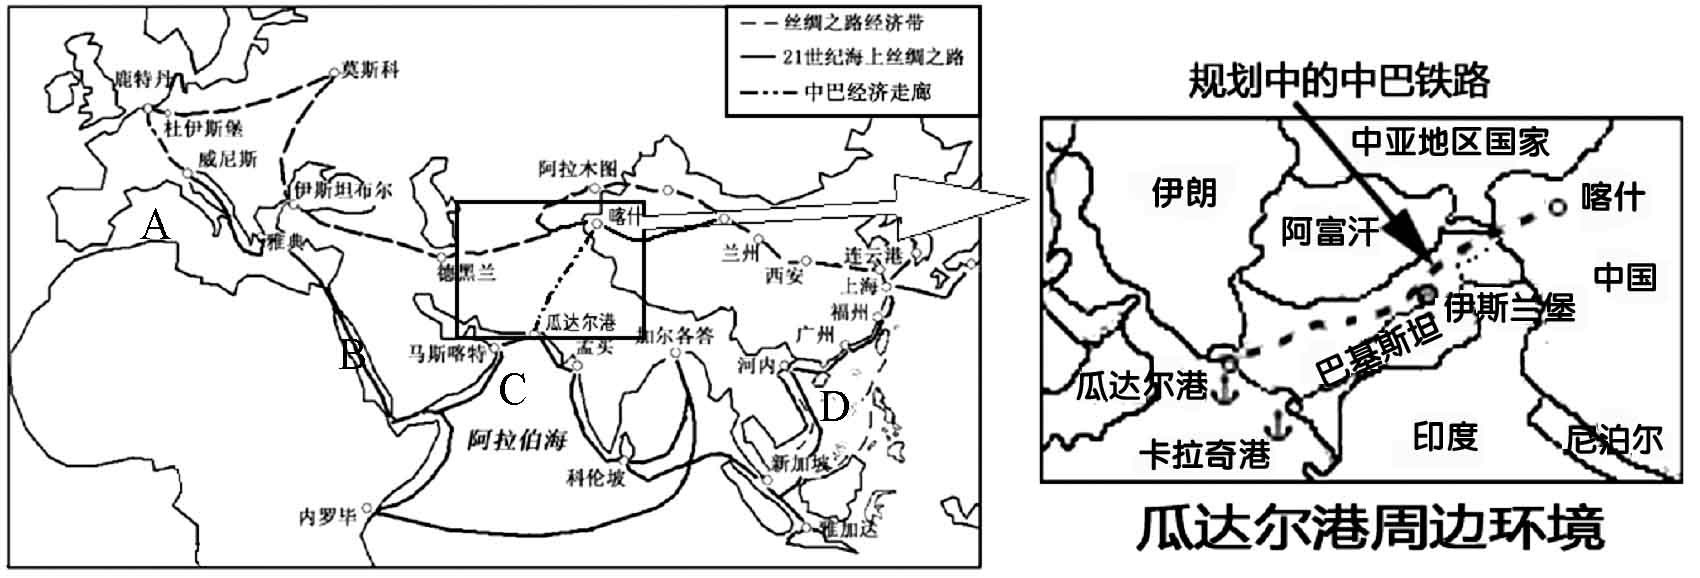 丝绸之路经济带
21世纪海上丝绸之路
中巴经济走廊
莫斯科
鹿特丹
杜伊斯堡
威尼斯
伊斯坦布尔
阿拉木图
A
喀什
雅典
德黑兰
兰州
西安
连云港
上海
福州
瓜达尔港
加尔各答
广州
马斯喀特
孟买
河内
B
C
D
阿拉伯海
科伦坡
新加坡
内罗毕
雅加达
规划中的中巴铁路
中亚地区国家
伊朗
喀什
阿富汗
中国
伊斯兰堡
巴基斯坦
瓜达尔港
卡拉奇港
印度
尼泊尔
瓜达尔港周边环境